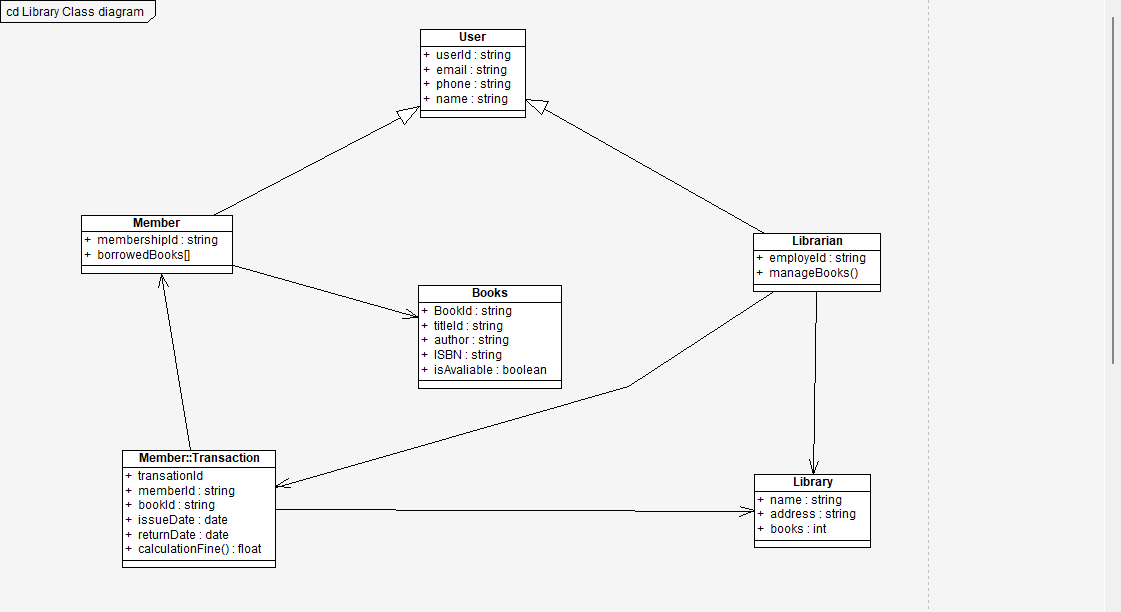 cd Library Class diagram
User
+ userId : string
+ email : string
+ phone : string
+ name : string
Member
+ membershipId : string
+ borrowedBooks[]
Librarian
+ employeId : string
+ manageBooks()
Books
+ BookId : string
+ titleId : string
+ author : string
+ ISBN : string
+ isAvaliable : boolean
Member::Transaction
+ transationId
+ memberId : string
+ bookId : string
+ issueDate : date
+ returnDate : date
+ calculationFine() : float
Library
+ name : string
+ address : string
+ books : int